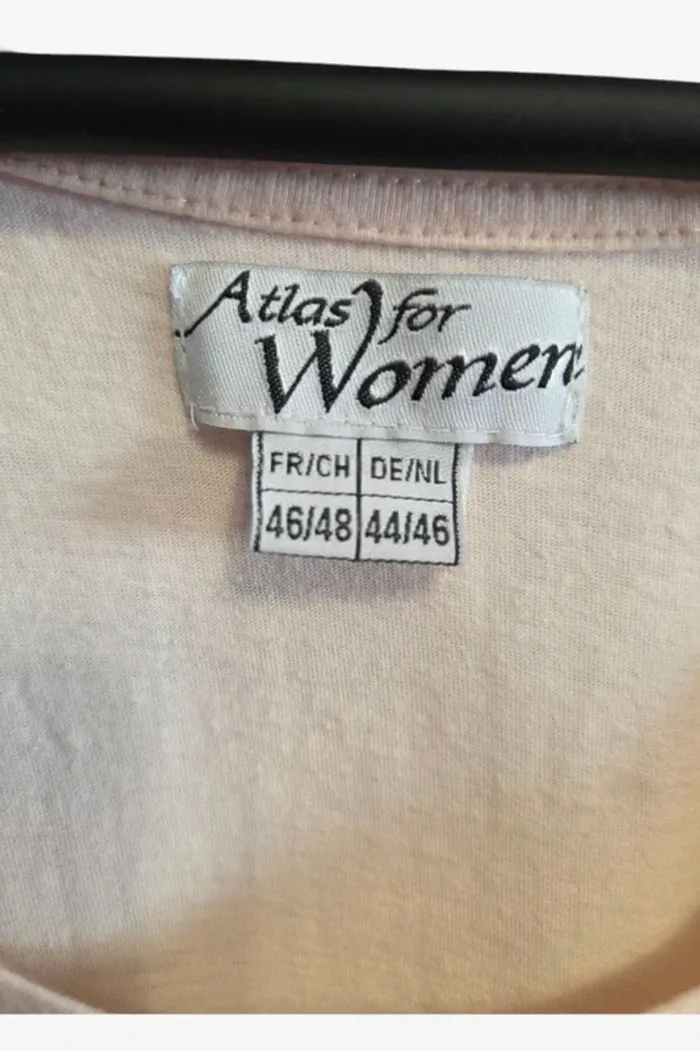 Atlas for
Women
FR/CH DE/NL
46/48 44/46